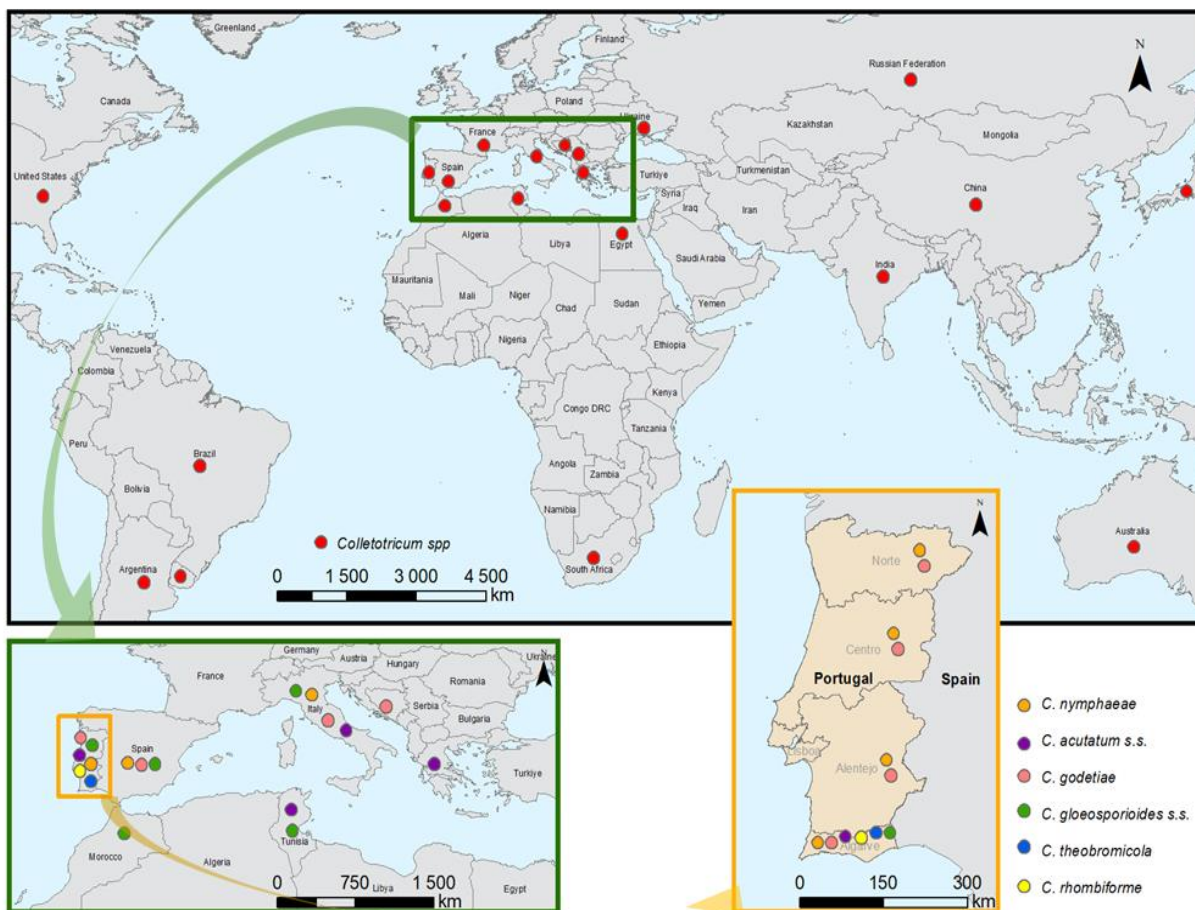 Greenland
Finland
N
Russian Federation
Canada
Poland
Ukraine
Kazakhstan
Mongolia
France
Spain
United States
Turkiye
Turkmenistan
Syria
Iraq
Iran
China
Algeria
Libya
Egypt
Saudi Arabia
India
Mauritania
Mali
Niger
Chad
Sudan
Yemen
Nigeria
Ethiopia
Venezuela
Colombia
Kenya
Congo DRC
Tanzania
Peru
Brazil
Angola
Zambia
Bolivia
Namibia
Australia
Colletotricum spp
Argentina
South Africa
0 1 500 3 000 4 500
km
Germany
Austria
Ukraine
N
France
Hungary
Romania
Italy
Serbia
Bulgaria
Spain
Turkiye
Tunisia
Morocco
Algeria
Libya
Egypt
0 750 1 500
km
N
Norte
Centro
Portugal
Spain
Lisboa
Alentejo
Algarve
0 150 300
km
C. nymphaeae
C. acutatum s.s.
C. godetiae
C. gloeosporioides s.s.
C. theobromicola
C. rhombiforme